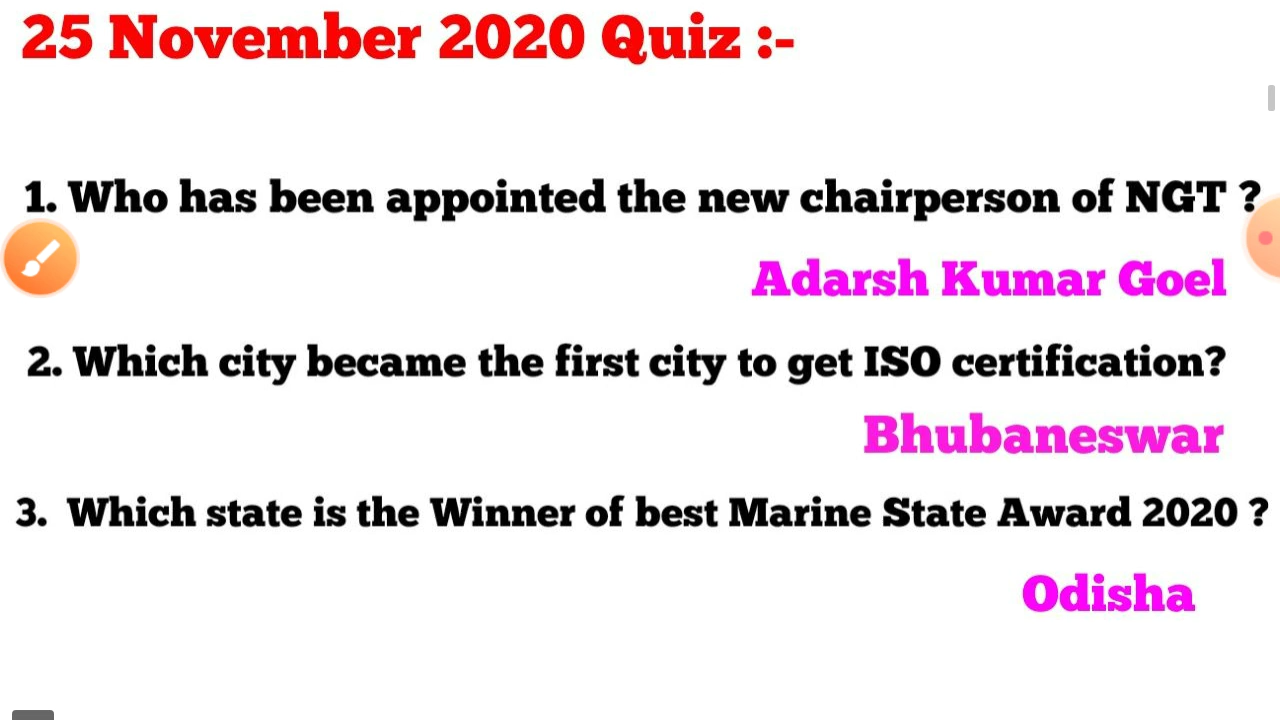 25 November 2020 Quiz :-
1. Who has been appointed the new chairperson of NGT ?
Adarsh Kumar Goel
2. Which city became the first city to get ISO certification?
Bhubaneswar
3. Which state is the Winner of best Marine State Award 2020 ?
Odisha